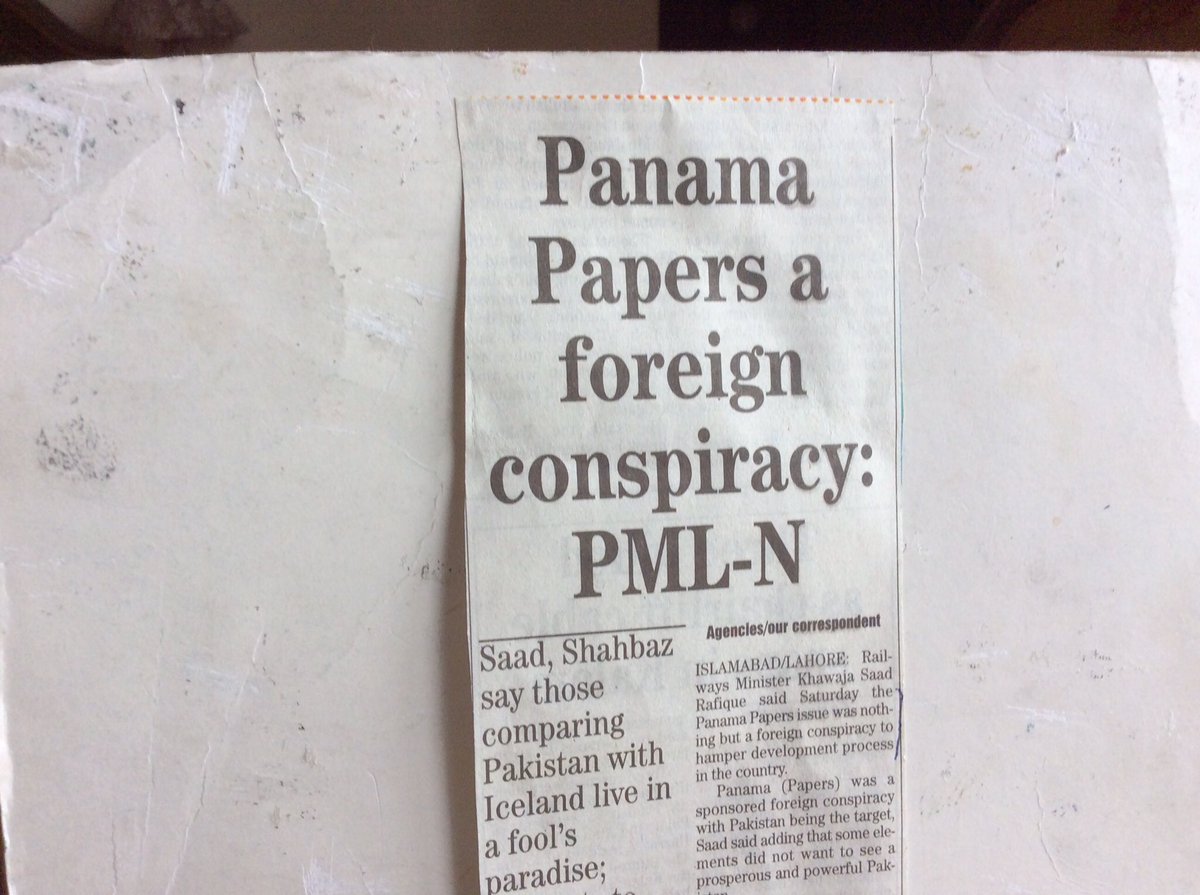 Panama
Papers a
foreign
conspiracy:
PML-N
Saad, Shahbaz
say those
comparing
Pakistan with
Iceland live in
a fool's
paradise;
Agencies/our correspondent
ISLAMABAD/LAHORE: Rail-
ways Minister Khawaja Saad
Rafique said Saturday the
Panama Papers issue was noth-
ing but a foreign conspiracy to
hamper development process
in the country.
Panama (Papers) was a
sponsored foreign conspiracy
with Pakistan being the target,
Saad said adding that some ele-
ments did not want to see a
prosperous and powerful Pak-